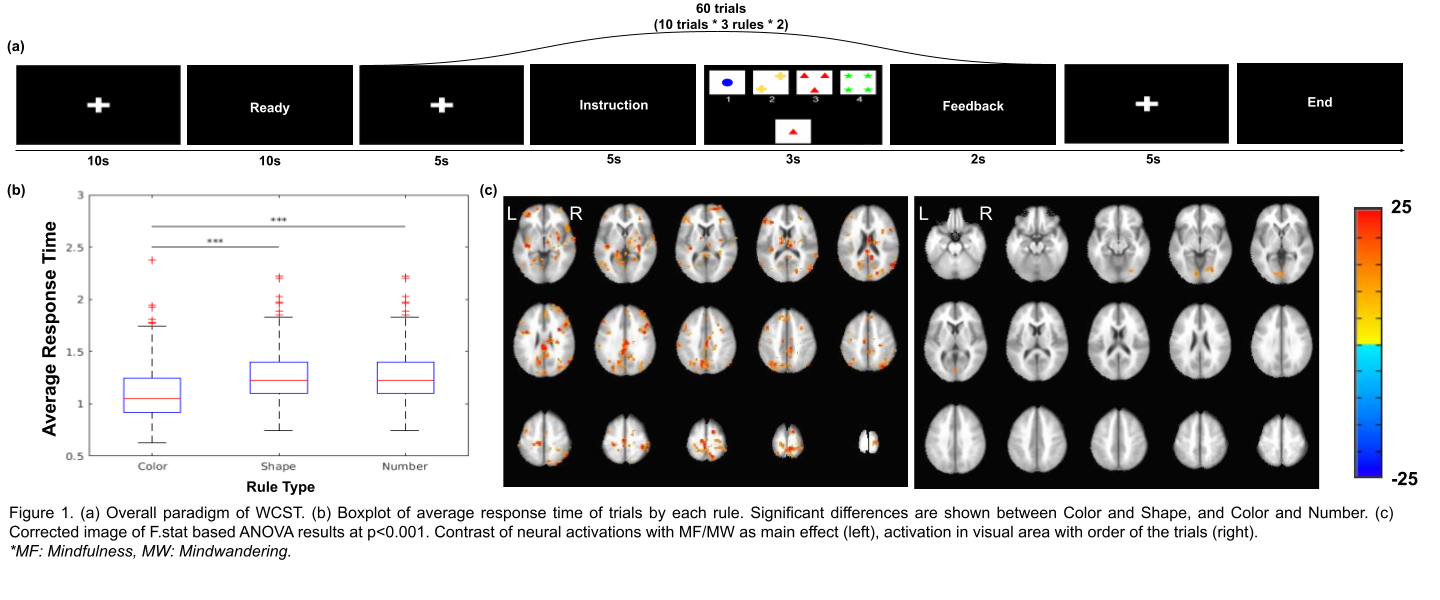 60 trials
(10 trials * 3 rules * 2)
(a)
Ready
Instruction
1 2 3 4
Feedback
End
10s 10s 5s 5s 3s 2s 5s
(b)
3
2.5
2
1.5
1
0.5
Average Response Time
***
***
Color Shape Number
Rule Type
(c)
L R
L R
25
-25
Figure 1. (a) Overall paradigm of WCST. (b) Boxplot of average response time of trials by each rule. Significant differences are shown between Color and Shape, and Color and Number. (c)
Corrected image of F.stat based ANOVA results at p<0.001. Contrast of neural activations with MF/MW as main effect (left), activation in visual area with order of the trials (right).
*MF: Mindfulness, MW: Mindwandering.